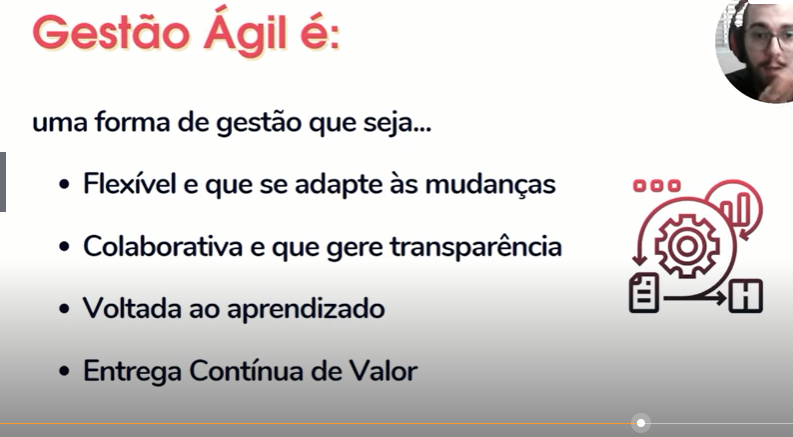 Gestão Ágil é:
uma forma de gestão que seja...
• Flexível e que se adapte às mudanças
• Colaborativa e que gere transparência
• Voltada ao aprendizado
• Entrega Contínua de Valor